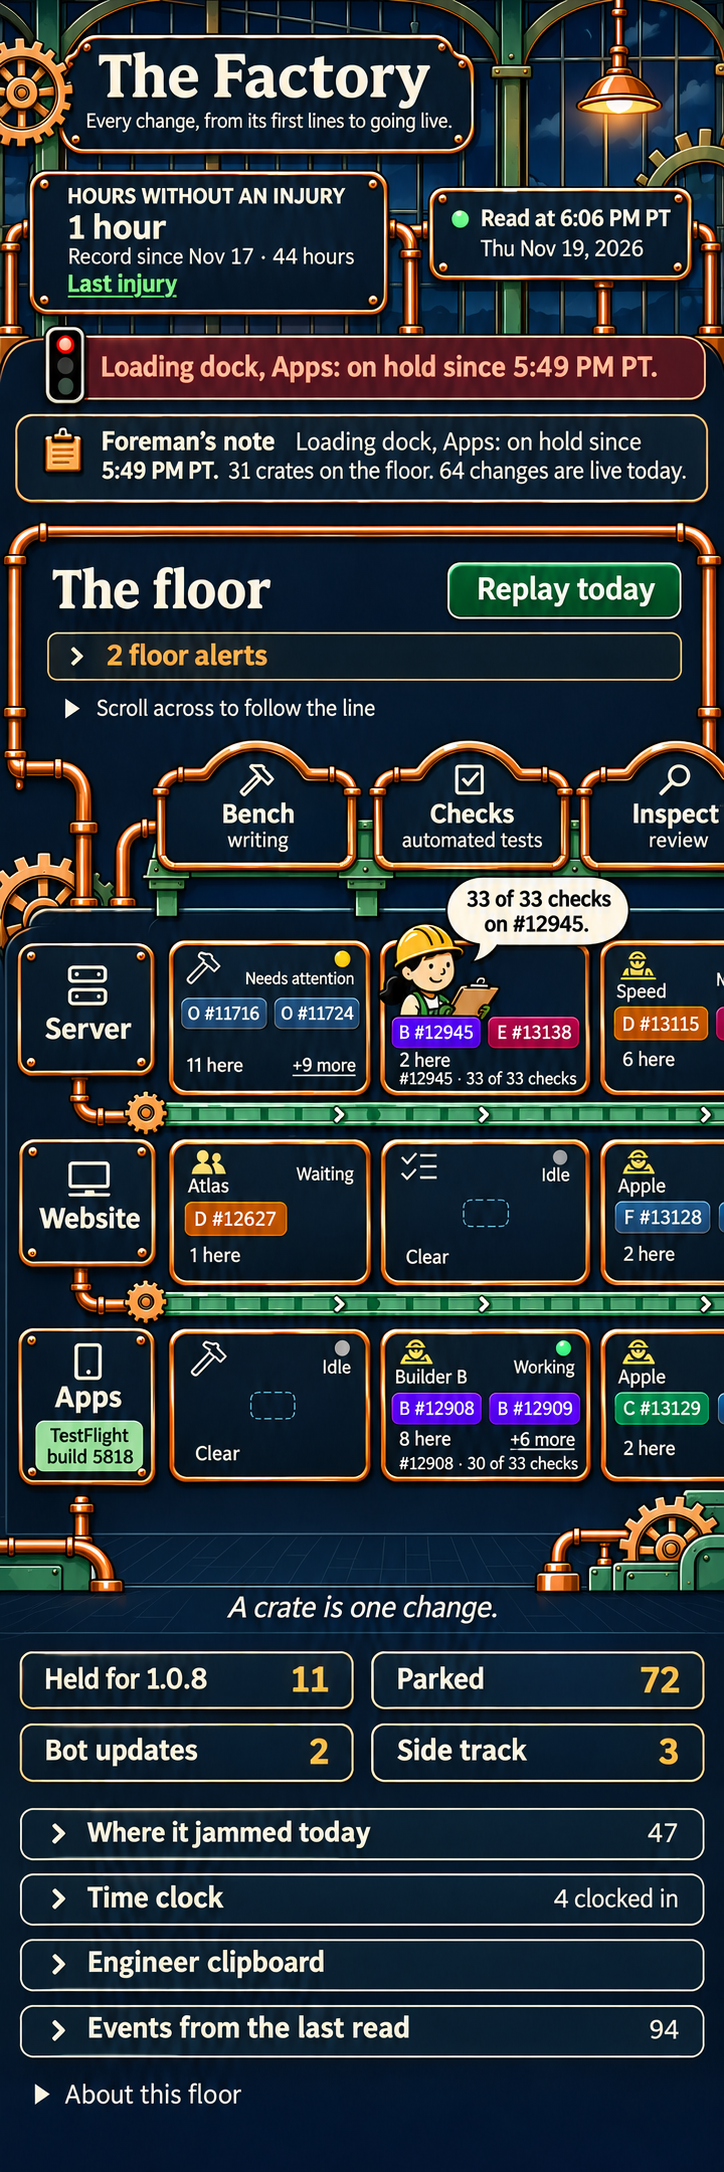 The Factory
Every change, from its first lines to going live.
HOURS WITHOUT AN INJURY
1 hour
Record since Nov 17 · 44 hours
Last injury
Read at 6:06 PM PT
Thu Nov 19, 2026
Loading dock, Apps: on hold since 5:49 PM PT.
Foreman's note Loading dock, Apps: on hold since
5:49 PM PT. 31 crates on the floor. 64 changes are live today.
The floor
Replay today
2 floor alerts
Scroll across to follow the line
Bench
writing
Checks
automated tests
Inspect
review
33 of 33 checks
on #12945.
Server
Needs attention
O #11716 O #11724
11 here +9 more
B #12945 E #13138
2 here
#12945 · 33 of 33 checks
Speed
D #13115
6 here
Website
Atlas Waiting
D #12627
1 here
Idle
Clear
Apple
F #13128
2 here
Apps
TestFlight
build 5818
Idle
Clear
Builder B Working
B #12908 B #12909
8 here +6 more
#12908 · 30 of 33 checks
Apple
C #13129
2 here
A crate is one change.
Held for 1.0.8 11
Parked 72
Bot updates 2
Side track 3
Where it jammed today 47
Time clock 4 clocked in
Engineer clipboard
Events from the last read 94
About this floor